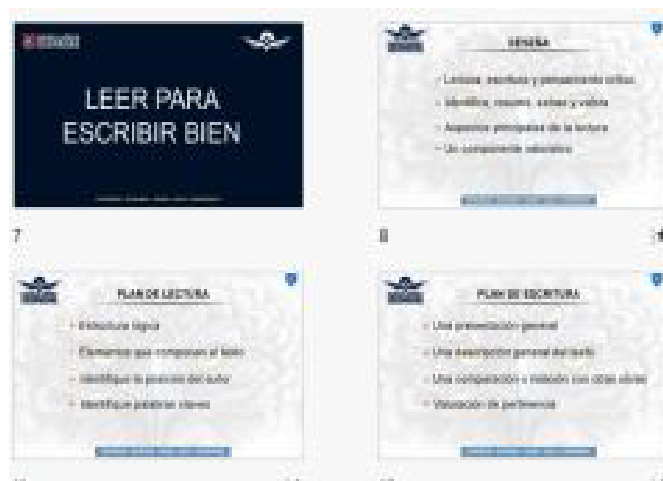 LEER PARA
ESCRIBIR BIEN
7
RESEÑA
- Lectura, escritura y pensamiento crítico
- Identifica, resume, extrae y valora
- Aspectos principales de la lectura
- Un componente valorativo
8
PLAN DE LECTURA
- Estructura lógica
- Elementos que componen el texto
- Identifique la posición del autor
- Identifique palabras claves
PLAN DE ESCRITURA
- Una presentación general
- Una descripción general del texto
- Una comparación o relación con otras obras
- Valoración de pertinencia